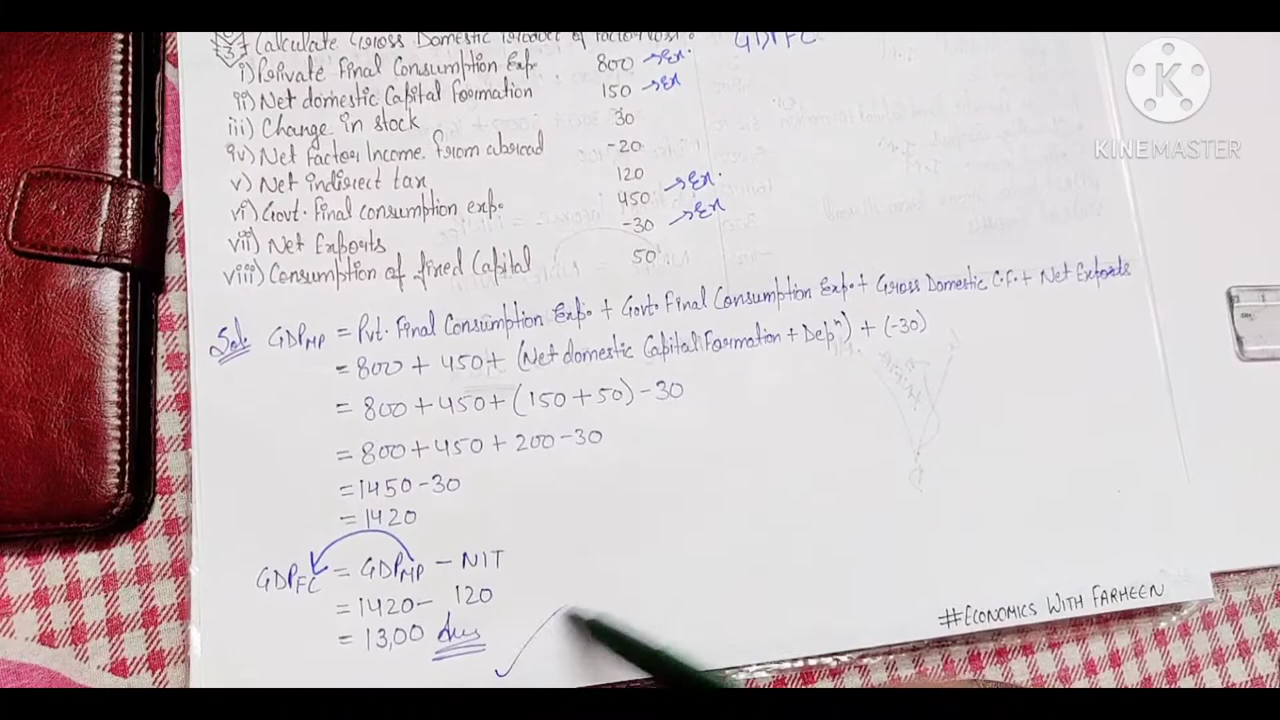 3 Calculate Gross Domestic Product of Factor Cost. GDPFC
i) Private Final Consumption Exp. 800 → Ex.
ii) Net domestic Capital Formation 150 → Ex
iii) Change in stock 30
iv) Net Factor Income from abroad -20
v) Net indirect tax 120
vi) Govt. Final consumption exp. 450 → Ex.
vii) Net Exports -30 → Ex
viii) Consumption of fixed Capital 50
Sol: GDPMP = Pvt. Final Consumption Exp. + Govt. Final Consumption Exp. + Gross Domestic C.F. + Net Exports
= 800 + 450 + (Net domestic Capital Formation + Depⁿ) + (-30)
= 800 + 450 + (150 + 50) - 30
= 800 + 450 + 200 - 30
= 1450 - 30
= 1420
GDPFC = GDPMP - NIT
= 1420 - 120
= 13,00 Ans
#ECONOMICS WITH FARHEEN
K
KINEMASTER